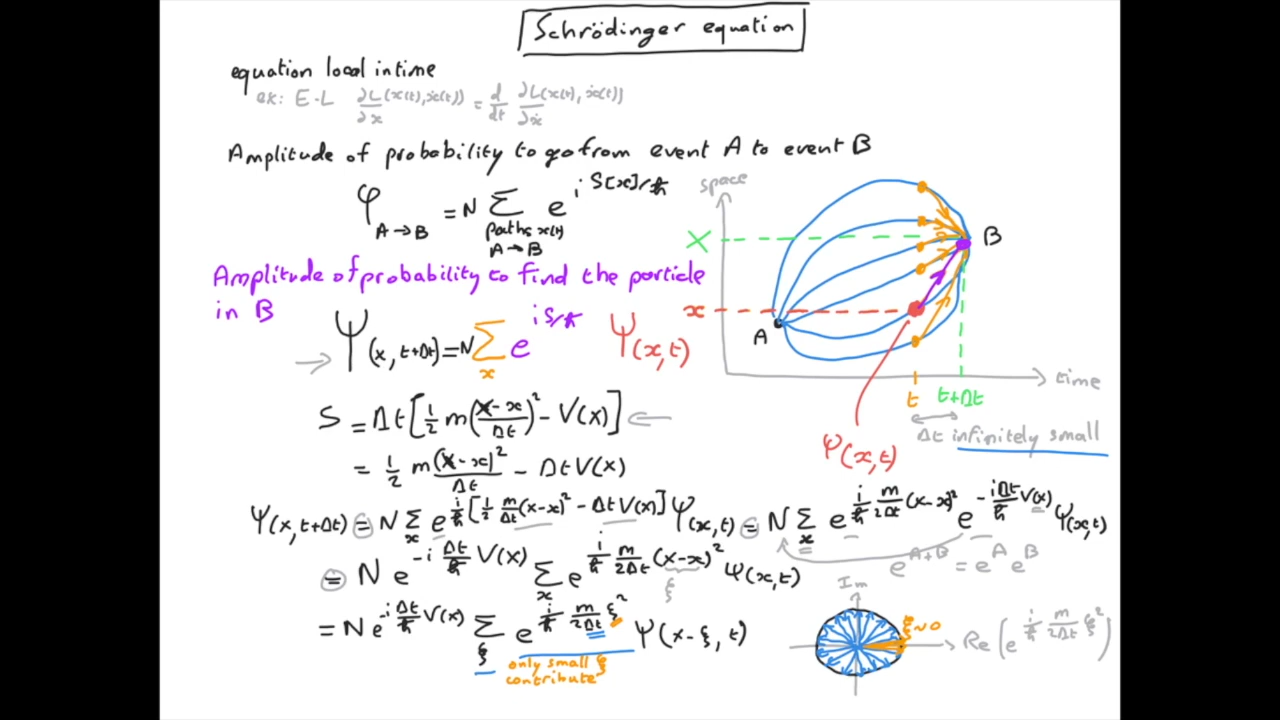 Schrödinger equation
equation local in time
ex: E-L ∂L(x(t),ẋ(t))/∂x = d/dt ∂L(x(t),ẋ(t))/∂ẋ
Amplitude of probability to go from event A to event B
φ_{A→B} = N Σ_{paths x(t) A→B} e^{i S[x]/ħ}
space
X
x
A
B
t
t+Δt
time
Δt infinitely small
Ψ(x,t)
Amplitude of probability to find the particle
in B
→ Ψ(X, t+Δt) = N Σ_x e^{iS/ħ} Ψ(x,t)
S = Δt [ 1/2 m ((X-x)/Δt)² - V(X) ] ⇐
= 1/2 m (X-x)²/Δt - Δt V(X)
Ψ(X, t+Δt) = N Σ_x e^{i/ħ [1/2 m/Δt (X-x)² - Δt V(X)]} Ψ(x,t) = N Σ_x e^{i/ħ m/2Δt (X-x)²} e^{-iΔt/ħ V(X)} Ψ(x,t)
e^{A+B} = e^A e^B
= N e^{-i Δt/ħ V(X)} Σ_x e^{i/ħ m/2Δt (X-x)²} Ψ(x,t)
ξ
= N e^{-i Δt/ħ V(X)} Σ_ξ e^{i/ħ m/2Δt ξ²} Ψ(X-ξ, t)
only small ξ
contribute
Im
ξ~0
Re(e^{i/ħ m/2Δt ξ²})